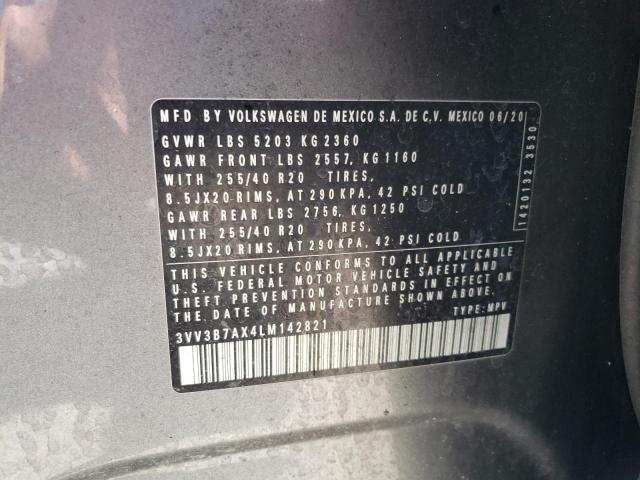 MFD BY VOLKSWAGEN DE MEXICO S.A. DE C.V. MEXICO 06/20
GVWR LBS 5203 KG 2360
GAWR FRONT LBS 2557, KG 1160
WITH 255/40 R20 TIRES,
8.5JX20 RIMS, AT 290 KPA, 42 PSI COLD
GAWR REAR LBS 2756, KG 1250
WITH 255/40 R20 TIRES,
8.5JX20 RIMS, AT 290 KPA, 42 PSI COLD
THIS VEHICLE CONFORMS TO ALL APPLICABLE
U.S. FEDERAL MOTOR VEHICLE SAFETY AND
THEFT PREVENTION STANDARDS IN EFFECT ON
THE DATE OF MANUFACTURE SHOWN ABOVE.
3VV3B7AX4LM142821 TYPE: MPV
1420132 3530